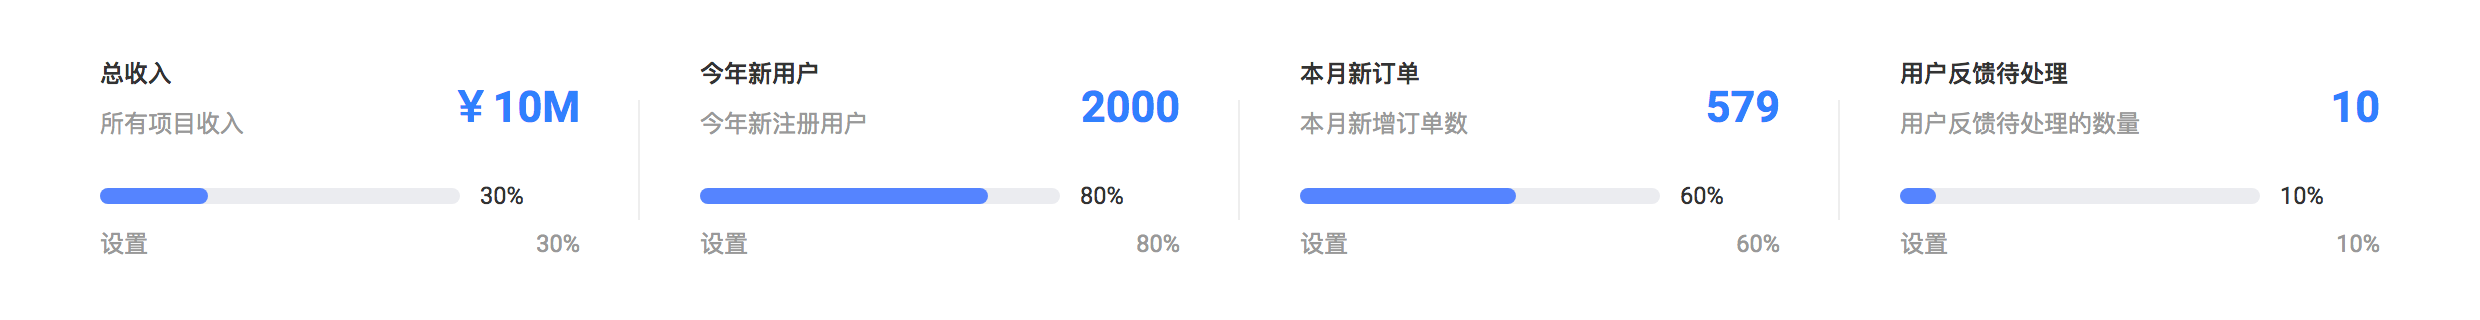 总收入
所有项目收入
¥ 10M
30%
设置
30%
今年新用户
今年新注册用户
2000
80%
设置
80%
本月新订单
本月新增订单数
579
60%
设置
60%
用户反馈待处理
用户反馈待处理的数量
10
10%
设置
10%